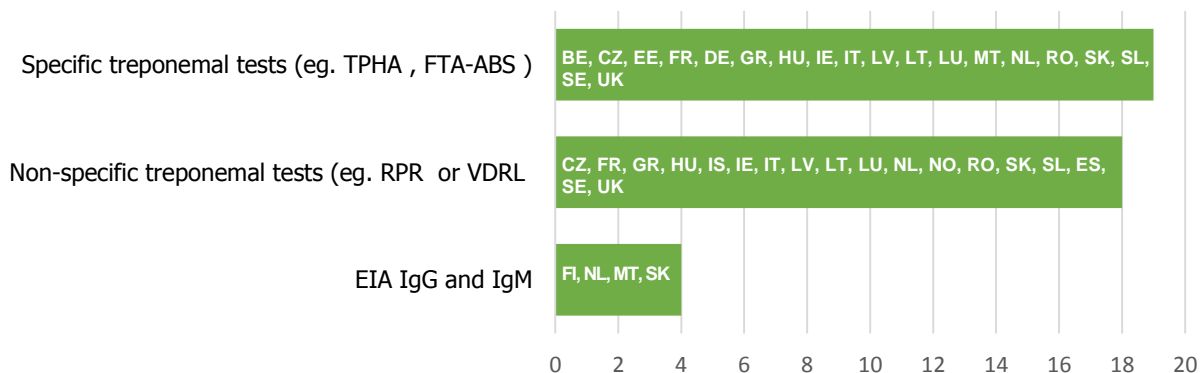 Specific treponemal tests (eg. TPHA , FTA-ABS )
BE, CZ, EE, FR, DE, GR, HU, IE, IT, LV, LT, LU, MT, NL, RO, SK, SL,
SE, UK
Non-specific treponemal tests (eg. RPR or VDRL
CZ, FR, GR, HU, IS, IE, IT, LV, LT, LU, NL, NO, RO, SK, SL, ES,
SE, UK
EIA IgG and IgM
FI, NL, MT, SK
0 2 4 6 8 10 12 14 16 18 20